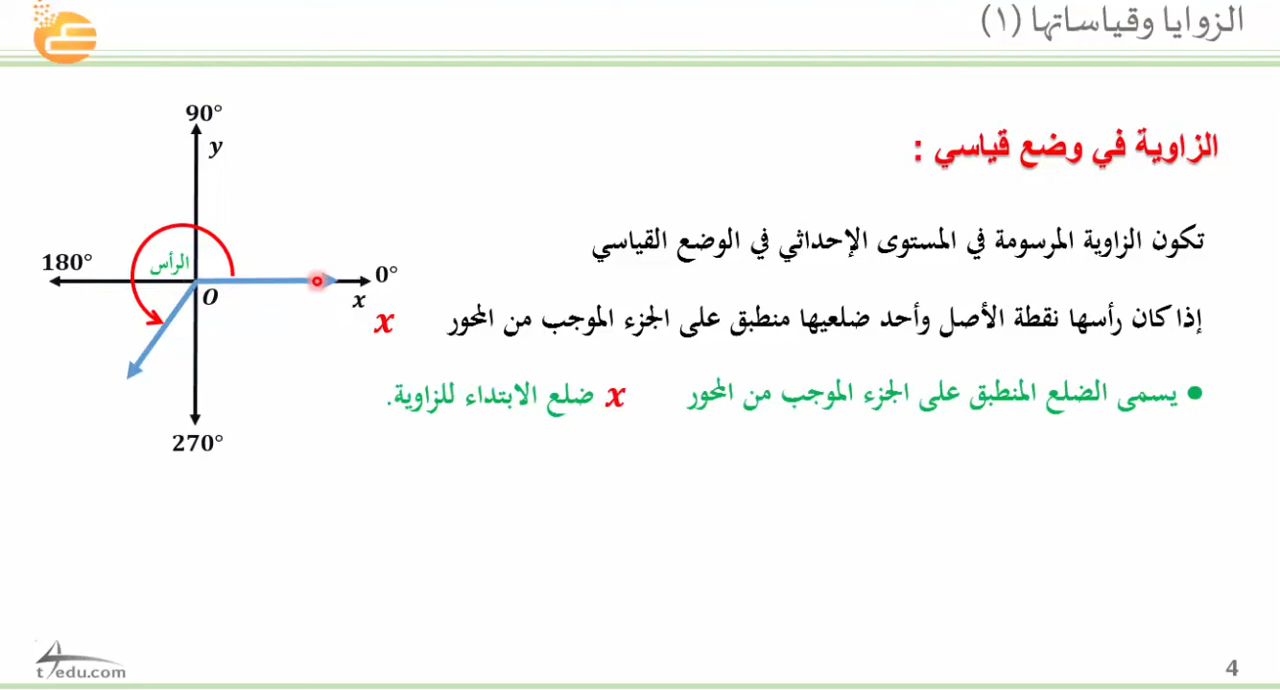 الزوايا وقياساتها (١)
الزاوية في وضع قياسي :
تكون الزاوية المرسومة في المستوى الإحداثي في الوضع القياسي
إذا كان رأسها نقطة الأصل وأحد ضلعيها منطبق على الجزء الموجب من المحور x
● يسمى الضلع المنطبق على الجزء الموجب من المحور x ضلع الابتداء للزاوية.
90°
y
الرأس
180°
0°
O
x
270°
t4edu.com
4